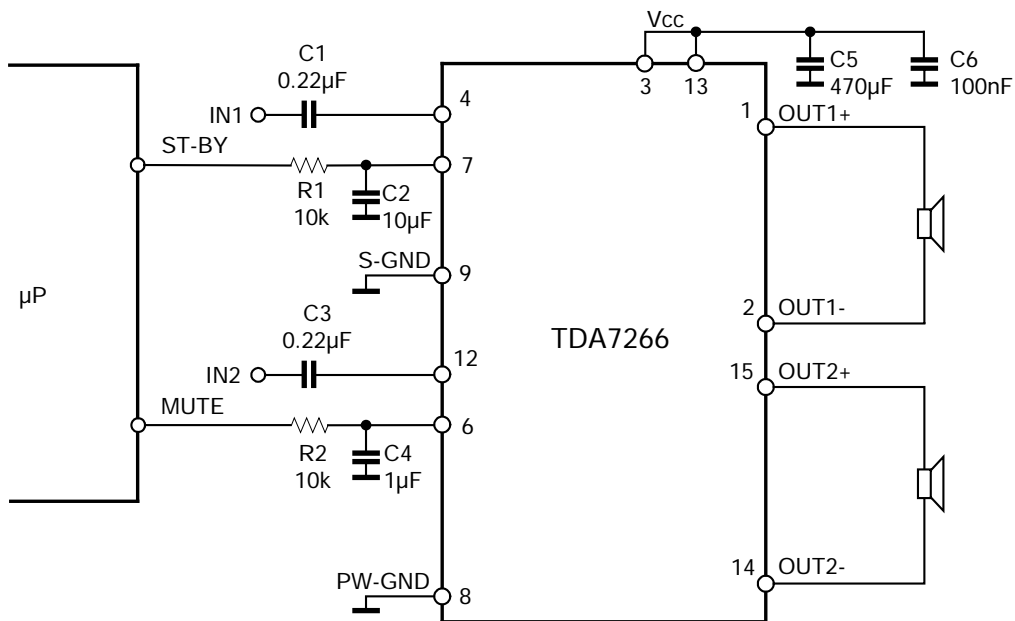 Vcc
C1
0.22µF
C5
470µF
C6
100nF
4
3
13
IN1
1
OUT1+
ST-BY
7
R1
10k
C2
10µF
S-GND
9
µP
C3
0.22µF
2
OUT1-
TDA7266
12
IN2
15
OUT2+
MUTE
6
R2
10k
C4
1µF
14
OUT2-
PW-GND
8